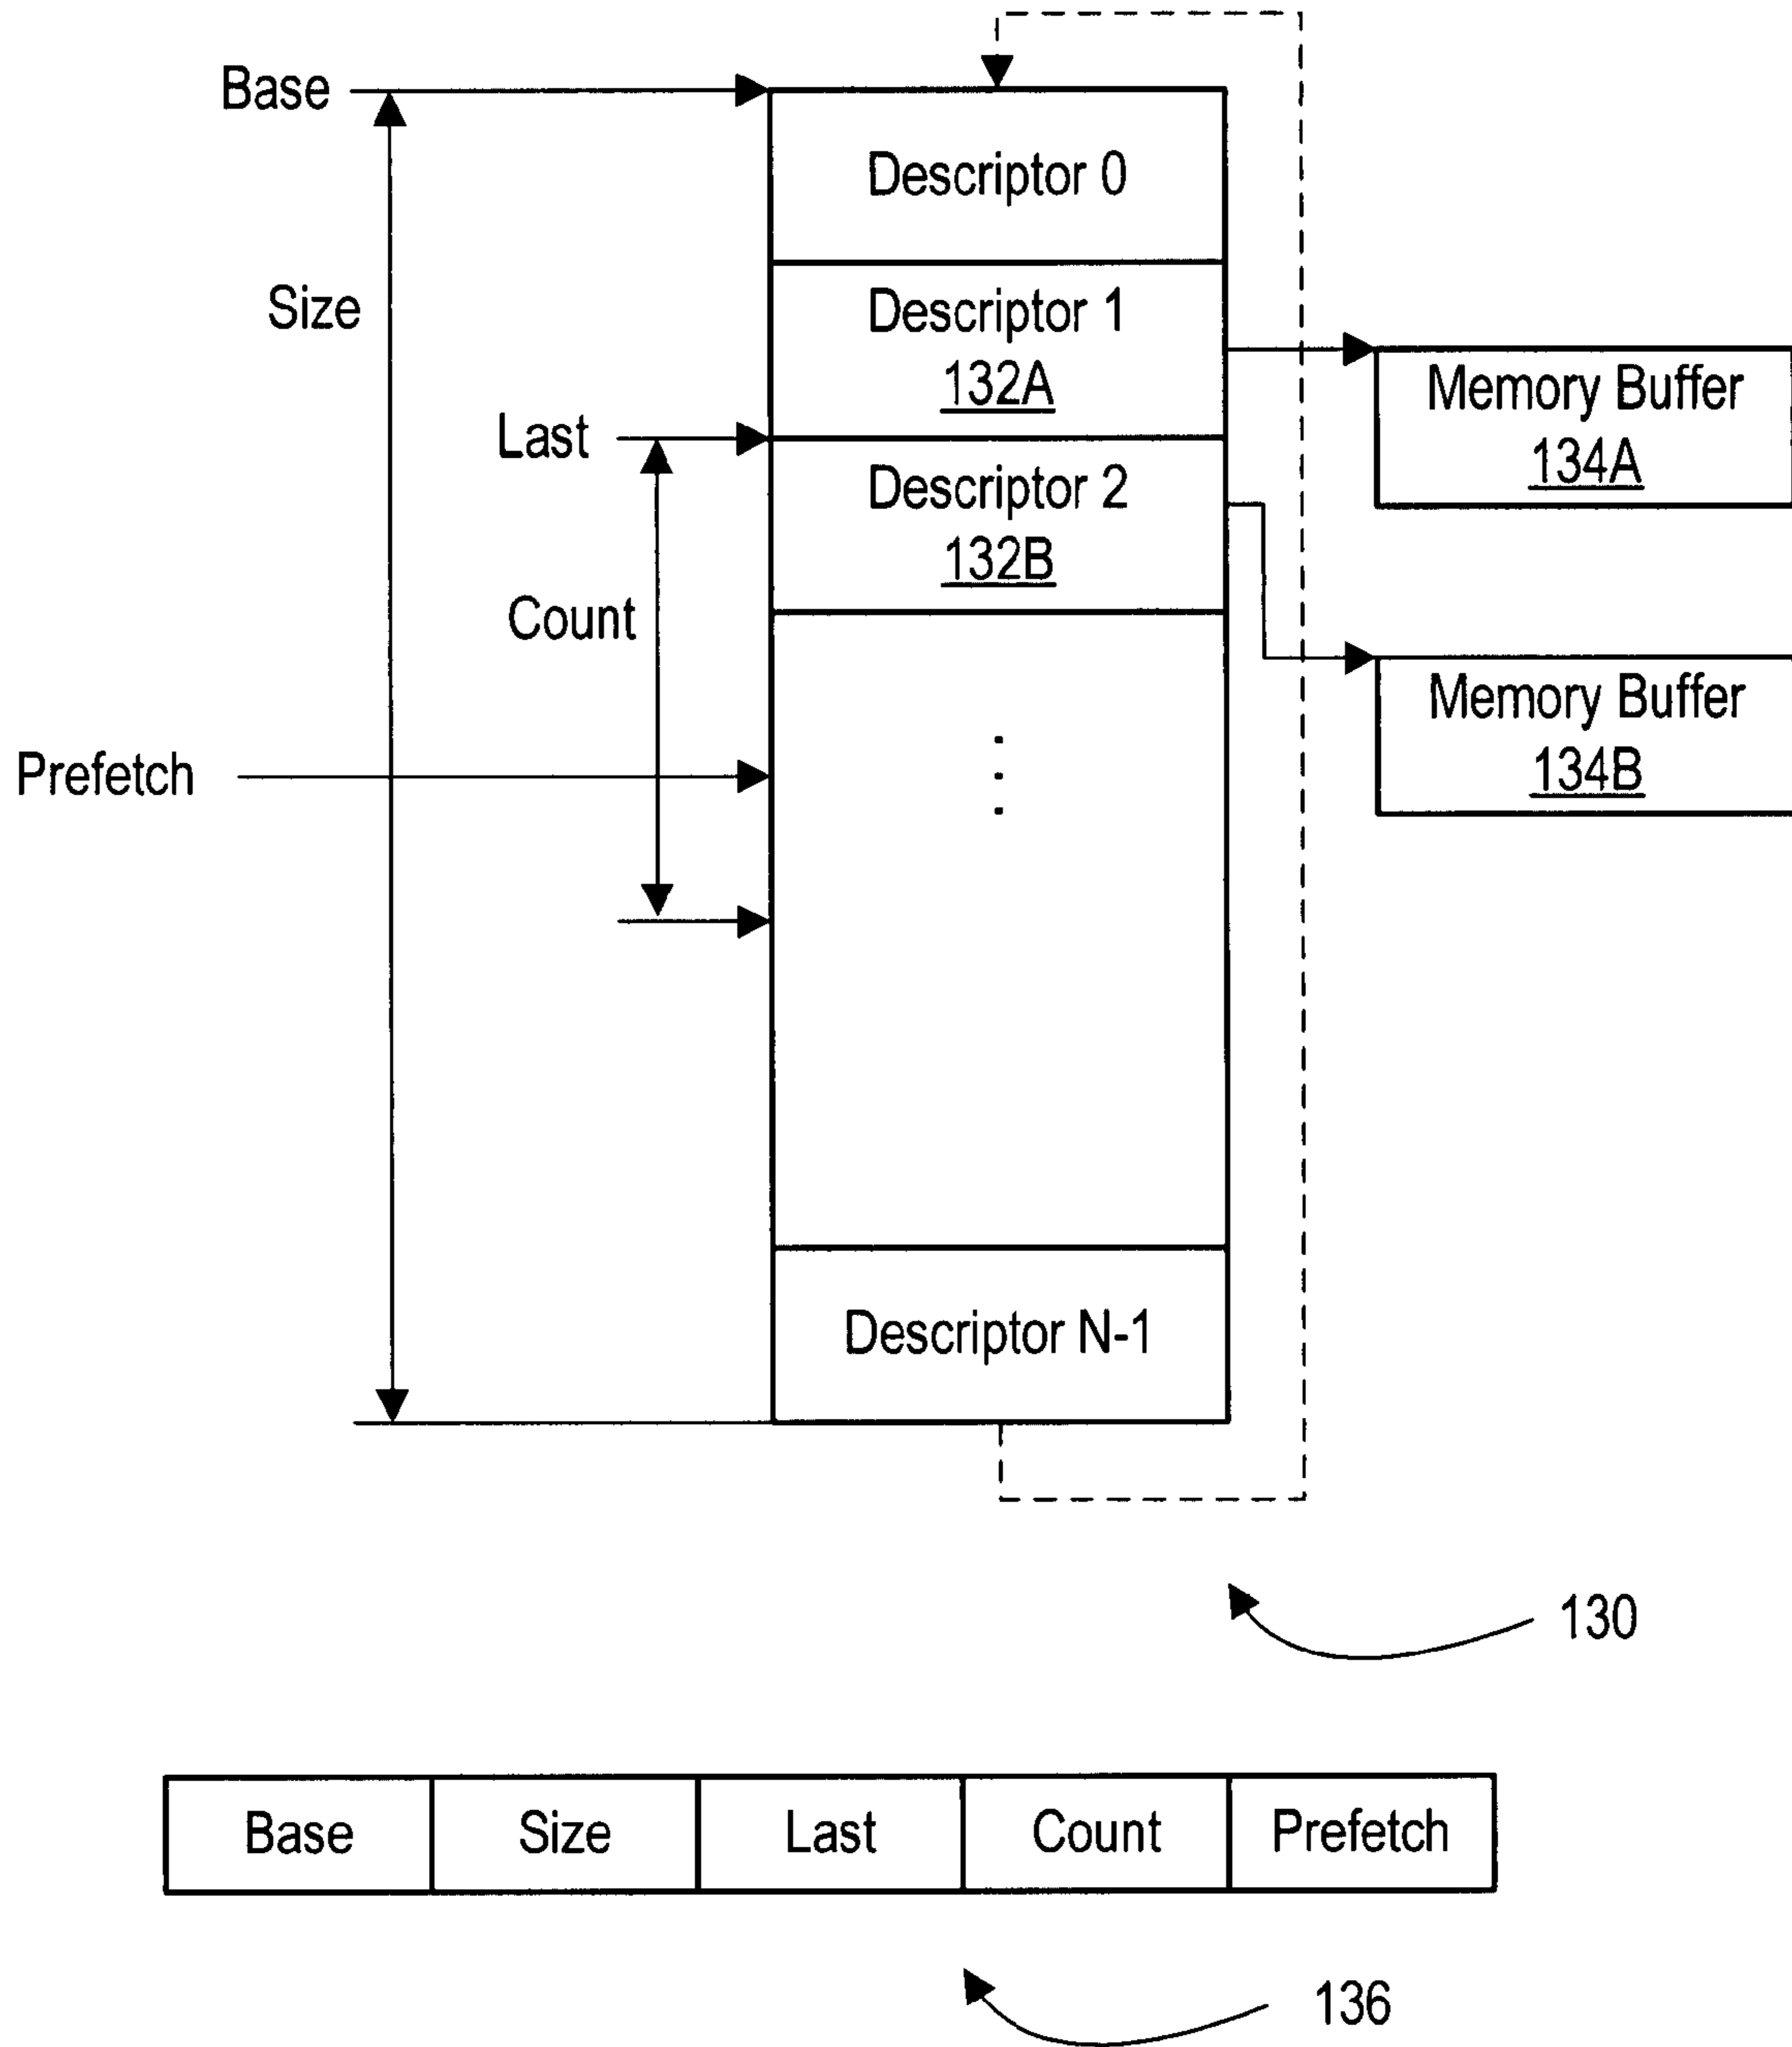 Base
Descriptor 0
Size
Descriptor 1
132A
Memory Buffer
134A
Last
Descriptor 2
132B
Count
Memory Buffer
134B
Prefetch
Descriptor N-1
130
Base Size Last Count Prefetch
136